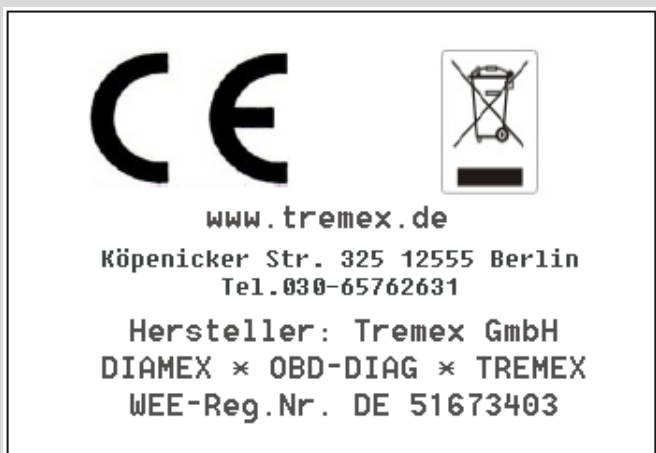 CE
www.tremex.de
Köpenicker Str. 325 12555 Berlin
Tel.030-65762631
Hersteller: Tremex GmbH
DIAMEX * OBD-DIAG * TREMEX
WEE-Reg.Nr. DE 51673403